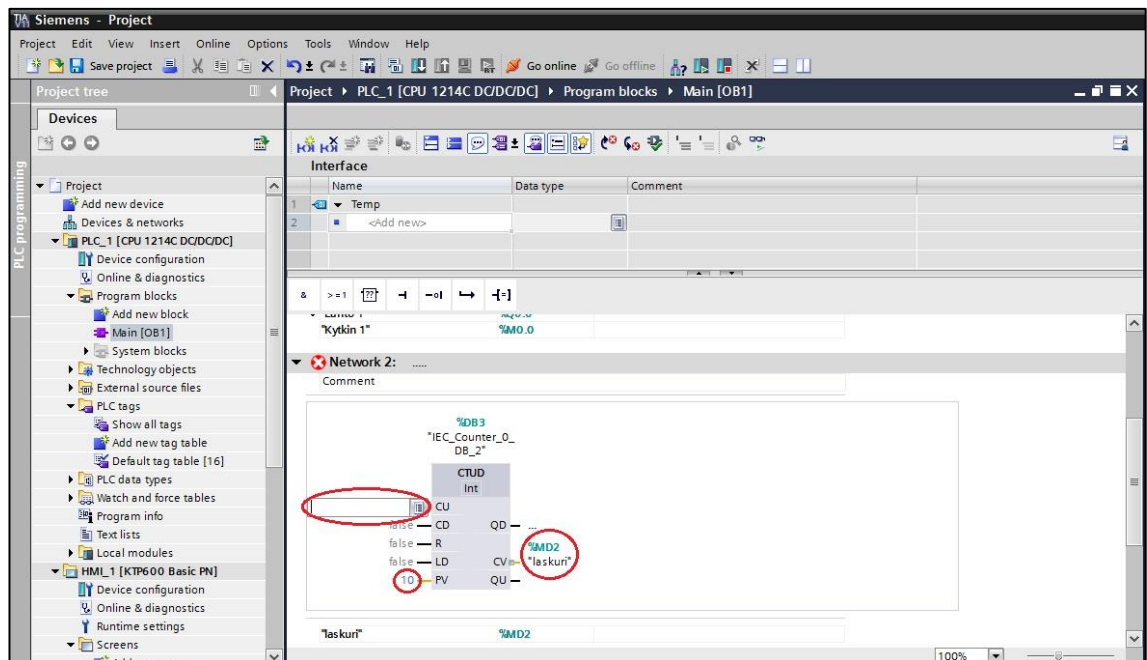 Siemens - Project
Project Edit View Insert Online Options Tools Window Help
Save project Go online Go offline
Project tree
Project PLC_1 [CPU 1214C DC/DC/DC] Program blocks Main [OB1]
Devices
PLC programming
Interface
Name Data type Comment
1 Temp
2 <Add new>
Project
Add new device
Devices & networks
PLC_1 [CPU 1214C DC/DC/DC]
Device configuration
Online & diagnostics
Program blocks
Add new block
Main [OB1]
System blocks
Technology objects
External source files
PLC tags
Show all tags
Add new tag table
Default tag table [16]
PLC data types
Watch and force tables
Program info
Text lists
Local modules
HMI_1 [KTP600 Basic PN]
Device configuration
Online & diagnostics
Runtime settings
Screens
& >=1 ??
"Kytkin 1" %M0.0
Network 2: .....
Comment
%DB3
"IEC_Counter_0_
DB_2"
CTUD
Int
CU
false CD QD ...
false R %MD2
false LD CV "laskuri"
10 PV QU
"laskuri" %MD2
100%